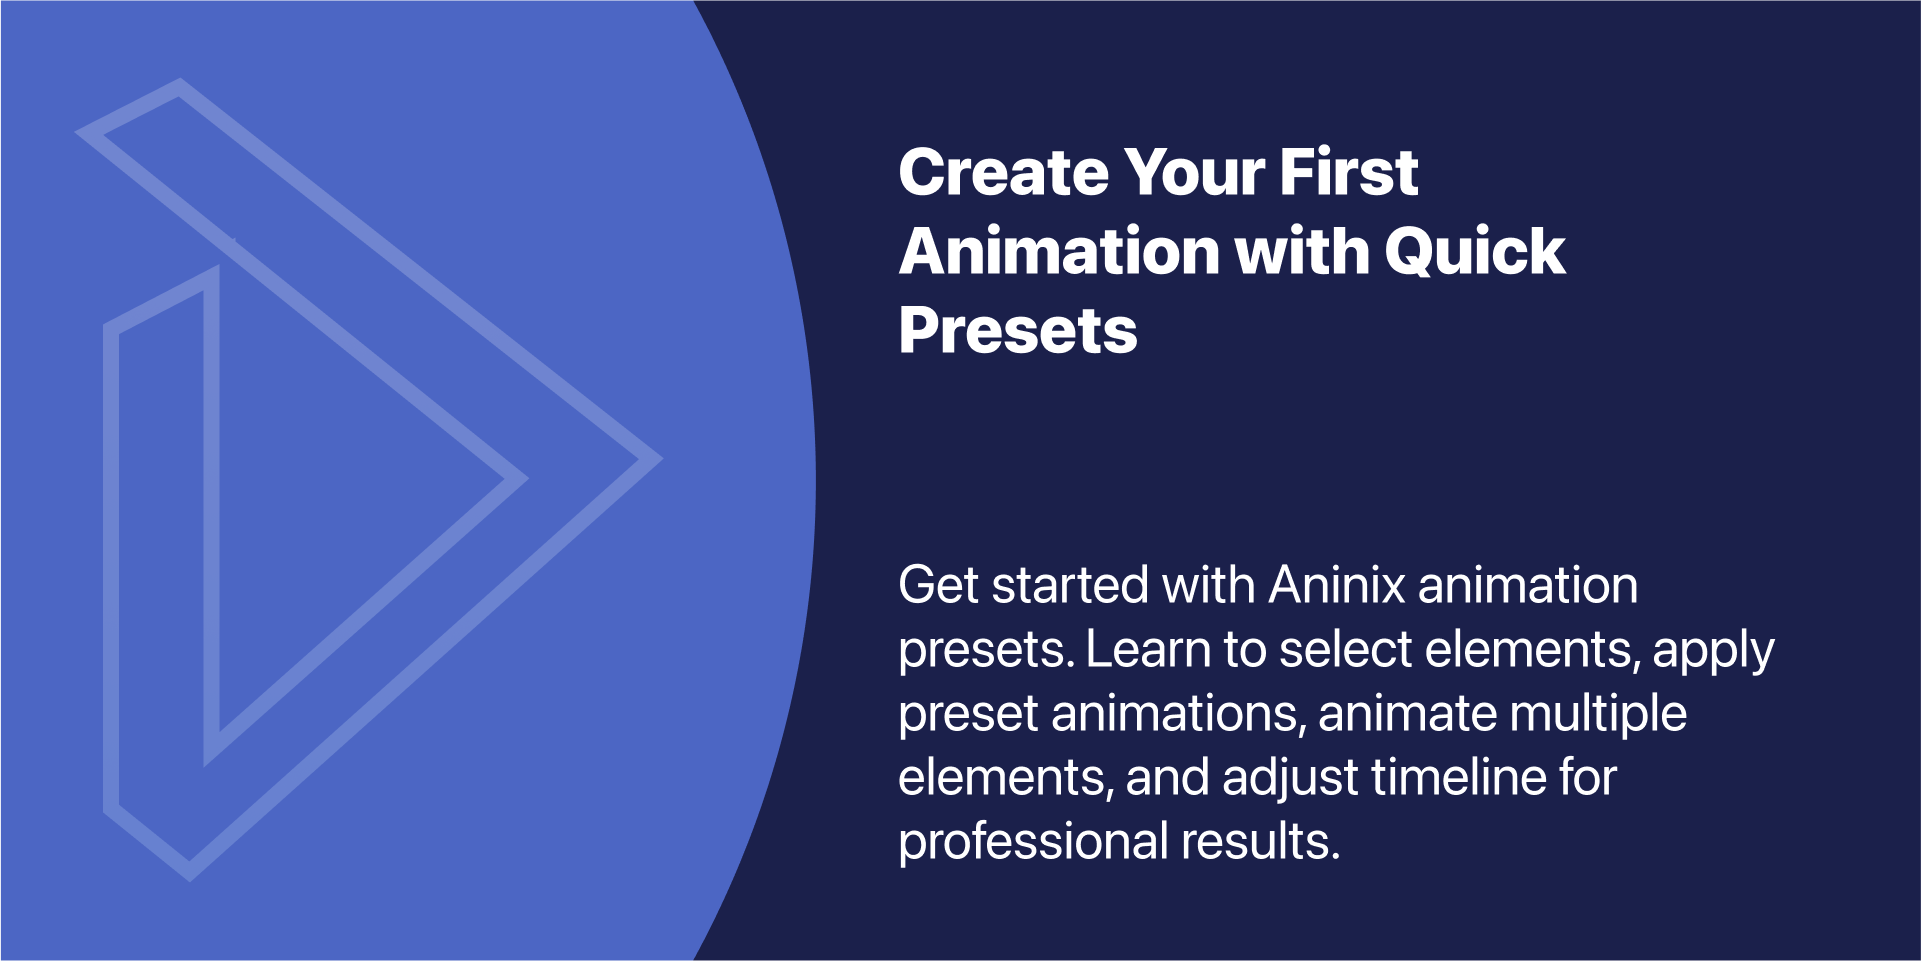 Create Your First
Animation with Quick
Presets
Get started with Aninix animation
presets. Learn to select elements, apply
preset animations, animate multiple
elements, and adjust timeline for
professional results.